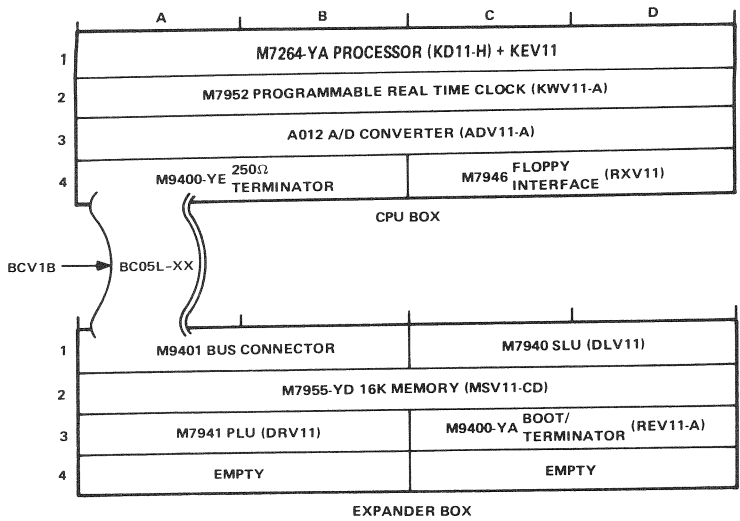 A B C D
1 M7264-YA PROCESSOR (KD11-H) + KEV11
2 M7952 PROGRAMMABLE REAL TIME CLOCK (KWV11-A)
3 A012 A/D CONVERTER (ADV11-A)
4 M9400-YE 250Ω TERMINATOR M7946 FLOPPY INTERFACE (RXV11)
CPU BOX
BCV1B BC05L-XX
1 M9401 BUS CONNECTOR M7940 SLU (DLV11)
2 M7955-YD 16K MEMORY (MSV11-CD)
3 M7941 PLU (DRV11) M9400-YA BOOT/ TERMINATOR (REV11-A)
4 EMPTY EMPTY
EXPANDER BOX